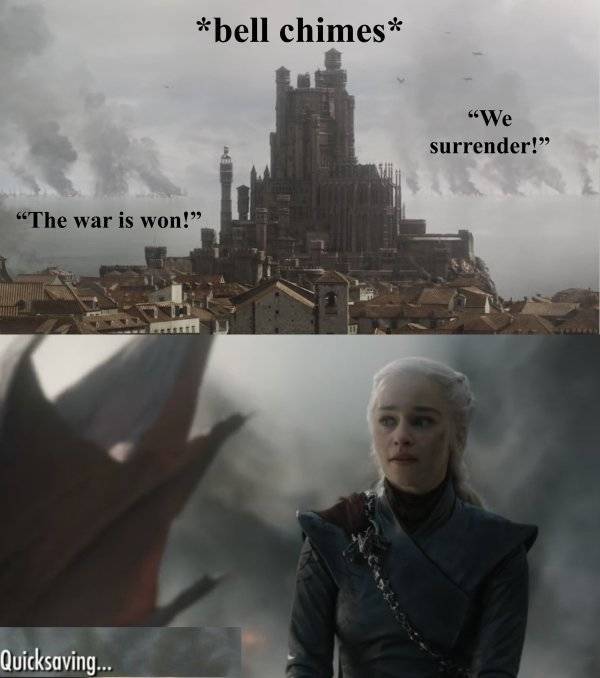 *bell chimes*
“We
surrender!”
“The war is won!”
Quicksaving...